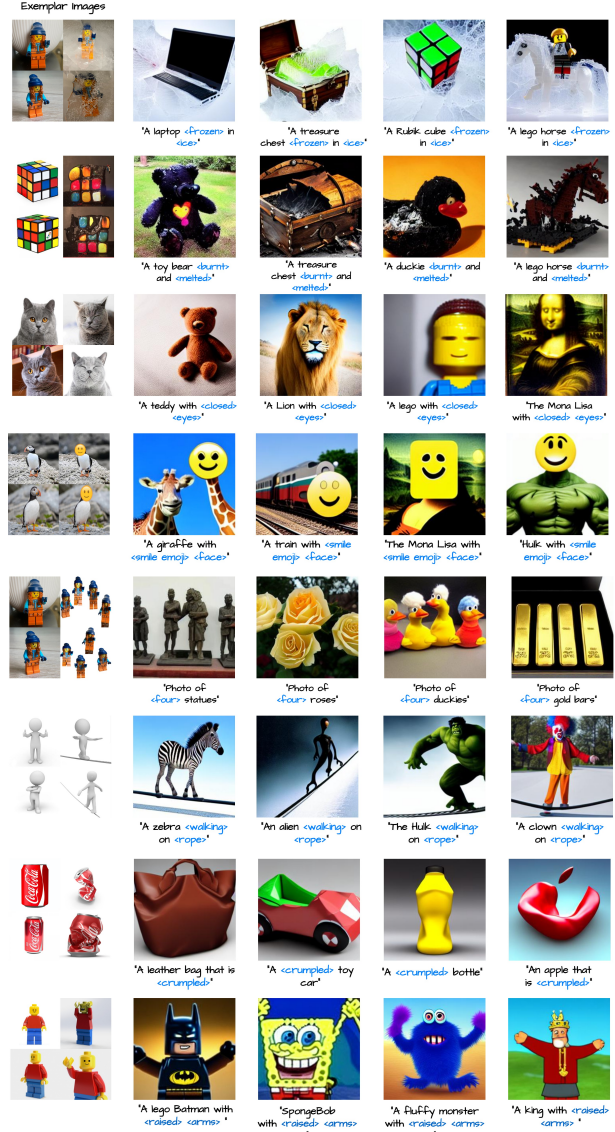 Exemplar Images
"A laptop <frozen> in
<ice>"
"A treasure
chest <frozen> in <ice>"
"A Rubik cube <frozen>
in <ice>"
"A lego horse <frozen>
in <ice>"
"A toy bear <burnt>
and <melted>"
"A treasure
chest <burnt> and
<melted>"
"A duckie <burnt> and
<melted>"
"A lego horse <burnt>
and <melted>"
"A teddy with <closed>
<eyes>"
"A Lion with <closed>
<eyes>"
"A lego with <closed>
<eyes>"
"The Mona Lisa
with <closed> <eyes>"
"A giraffe with
<smile emoji> <face>"
"A train with <smile
emoji> <face>"
"The Mona Lisa with
<smile emoji> <face>"
"Hulk with <smile
emoji> <face>"
"Photo of
<four> statues"
"Photo of
<four> roses"
"Photo of
<four> duckies"
"Photo of
<four> gold bars"
"A zebra <walking>
on <rope>"
"An alien <walking> on
<rope>"
"The Hulk <walking>
on <rope>"
"A clown <walking>
on <rope>"
Coca-Cola
Coca-Cola
"A leather bag that is
<crumpled>"
"A <crumpled> toy
car"
"A <crumpled> bottle"
"An apple that
is <crumpled>"
"A lego Batman with
<raised> <arms> "
"SpongeBob
with <raised> <arms>
"A fluffy monster
with <raised> <arms>
"A king with <raised>
<arms> "